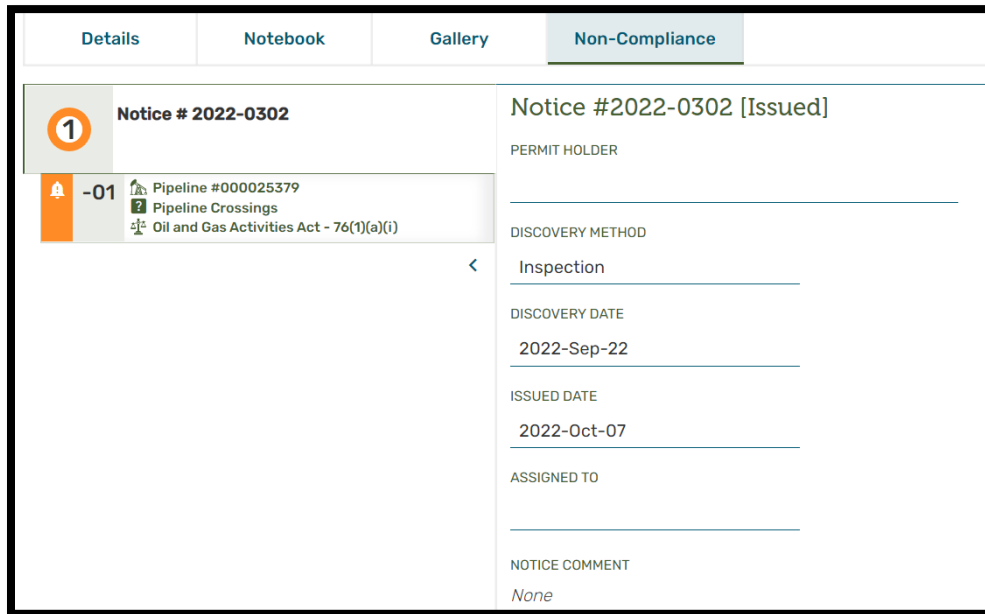 Details Notebook Gallery Non-Compliance
1 Notice # 2022-0302
-01 Pipeline #000025379
? Pipeline Crossings
Oil and Gas Activities Act - 76(1)(a)(i)
Notice #2022-0302 [Issued]
PERMIT HOLDER
DISCOVERY METHOD
Inspection
DISCOVERY DATE
2022-Sep-22
ISSUED DATE
2022-Oct-07
ASSIGNED TO
NOTICE COMMENT
None